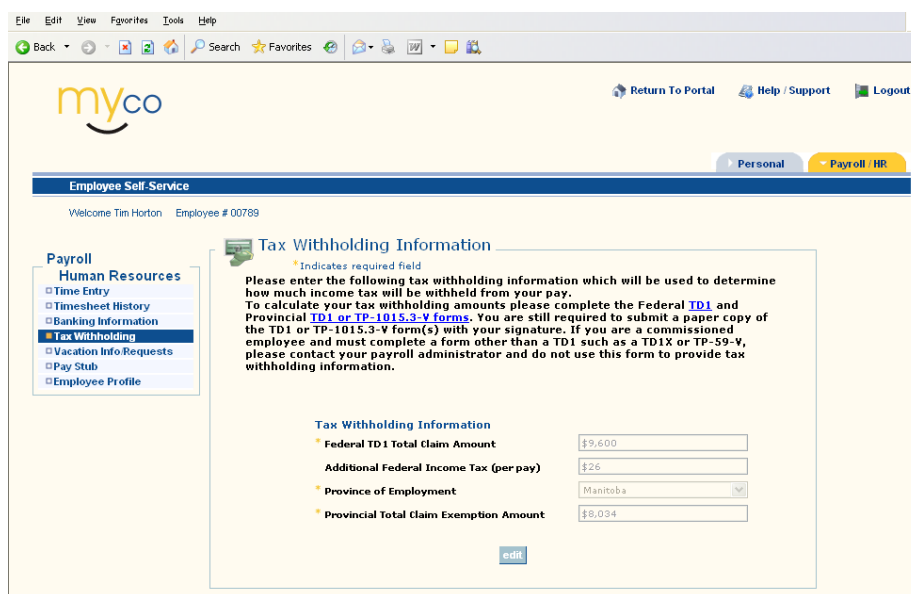 File Edit View Favorites Tools Help
Back Search Favorites
myco
Return To Portal Help / Support Logout
Personal Payroll / HR
Employee Self-Service
Welcome Tim Horton Employee # 00789
Payroll
Human Resources
Time Entry
Timesheet History
Banking Information
Tax Withholding
Vacation Info/Requests
Pay Stub
Employee Profile
Tax Withholding Information
*Indicates required field
Please enter the following tax withholding information which will be used to determine
how much income tax will be withheld from your pay.
To calculate your tax withholding amounts please complete the Federal TD1 and
Provincial TD1 or TP-1015.3-V forms. You are still required to submit a paper copy of
the TD1 or TP-1015.3-V form(s) with your signature. If you are a commissioned
employee and must complete a form other than a TD1 such as a TD1X or TP-59-V,
please contact your payroll administrator and do not use this form to provide tax
withholding information.
Tax Withholding Information
* Federal TD1 Total Claim Amount $9,600
Additional Federal Income Tax (per pay) $26
* Province of Employment Manitoba
* Provincial Total Claim Exemption Amount $8,034
edit